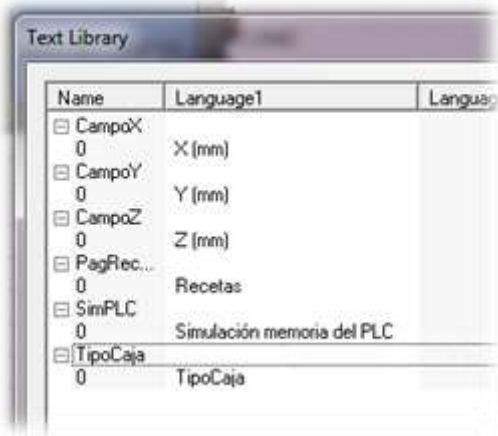 Text Library
Name Language1 Languag
CampoX
0 X (mm)
CampoY
0 Y (mm)
CampoZ
0 Z (mm)
PagRec...
0 Recetas
SimPLC
0 Simulación memoria del PLC
TipoCaja
0 TipoCaja